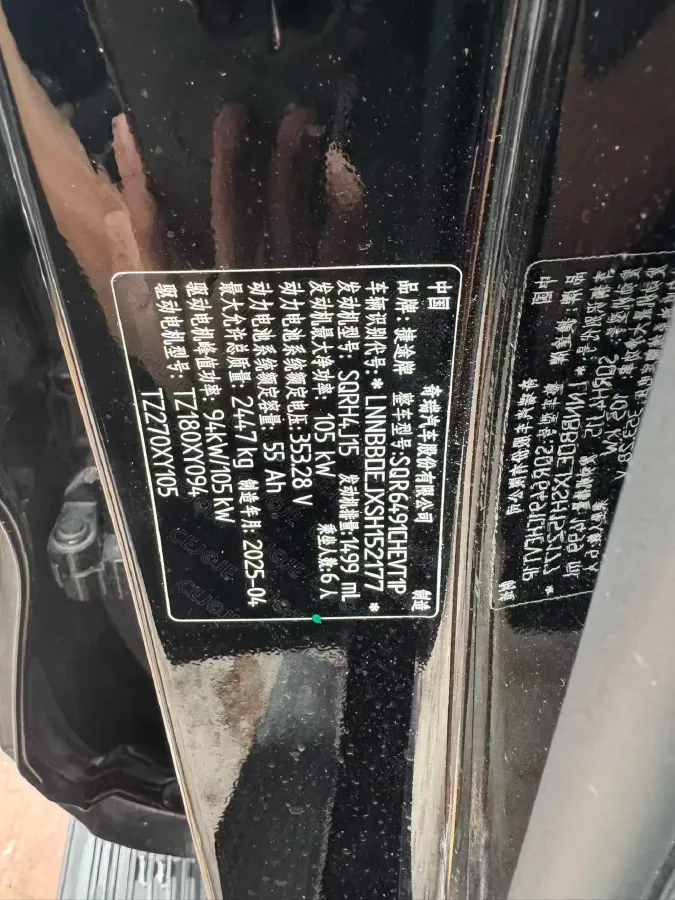 中国 奇瑞汽车股份有限公司 制造
品牌：捷途牌 整车型号：SQR6491CHEVT1P
车辆识别代号：*LNNBBDEJXSH152177*
发动机型号：SQRH4J15 发动机排量：1499 mL
发动机最大净功率：105 kW 乘坐人数：6人
动力电池系统额定电压：353.28 V
动力电池系统额定容量：55 Ah
最大允许总质量：2447 kg 制造年月：2025-04
驱动电机峰值功率：94kW/105kW
驱动电机型号：TZ180XY094
TZ270XY105